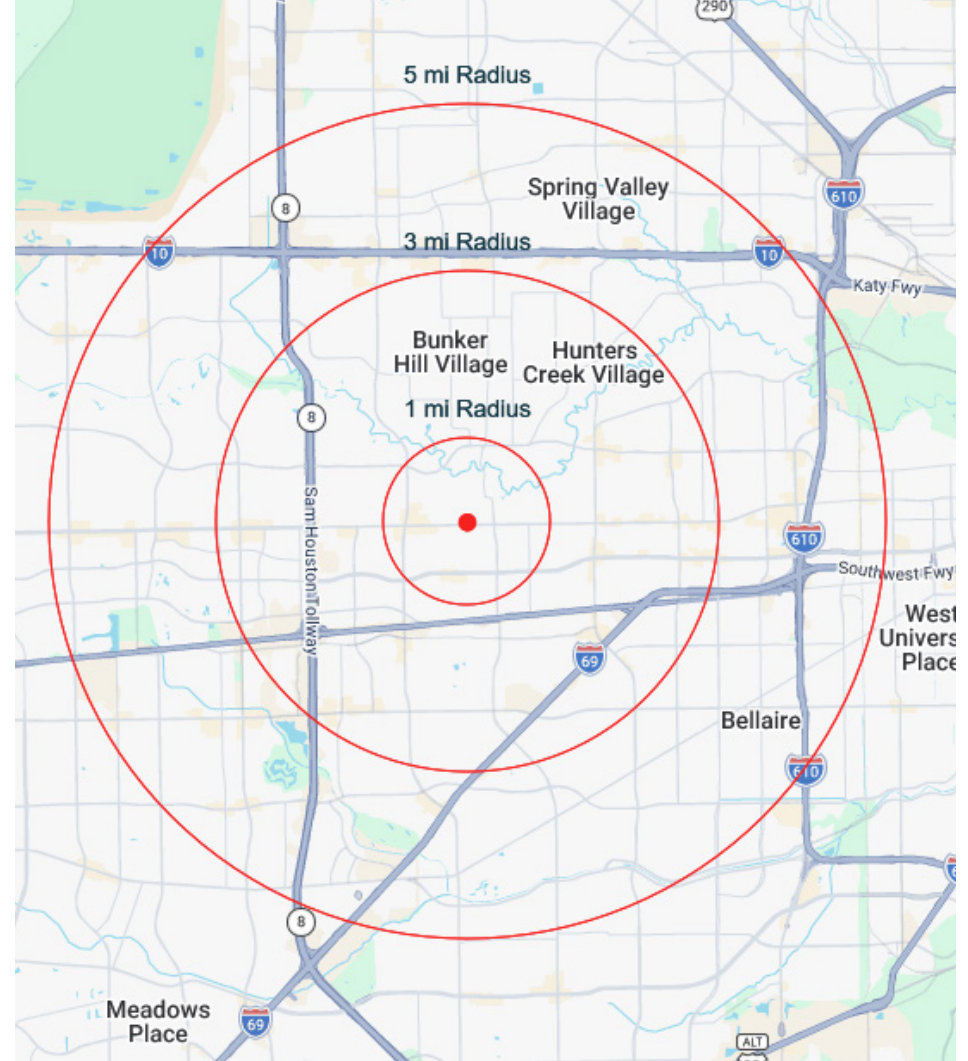 290
5 mi Radius
Spring Valley
Village
610
8
3 mi Radius
10
10
Katy Fwy
Bunker
Hill Village
Hunters
Creek Village
1 mi Radius
8
Sam Houston Tollway
610
Southwest Fwy
West
Univers
Place
69
Bellaire
610
8
Meadows
Place
69
ALT